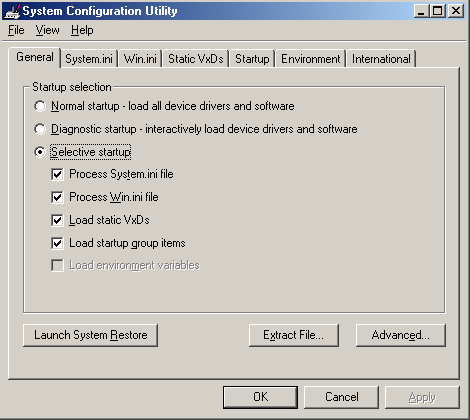 System Configuration Utility
File View Help
General System.ini Win.ini Static VxDs Startup Environment International
Startup selection
Normal startup - load all device drivers and software
Diagnostic startup - interactively load device drivers and software
Selective startup
Process System.ini file
Process Win.ini file
Load static VxDs
Load startup group items
Load environment variables
Launch System Restore Extract File... Advanced...
OK Cancel Apply